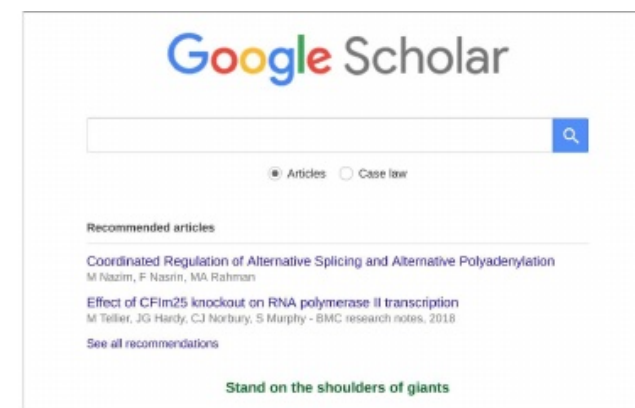 Google Scholar
Articles Case law
Recommended articles
Coordinated Regulation of Alternative Splicing and Alternative Polyadenylation
M Nazim, F Nasrin, MA Rahman
Effect of CFIm25 knockout on RNA polymerase II transcription
M Tellier, JG Hardy, CJ Norbury, S Murphy - BMC research notes, 2018
See all recommendations
Stand on the shoulders of giants